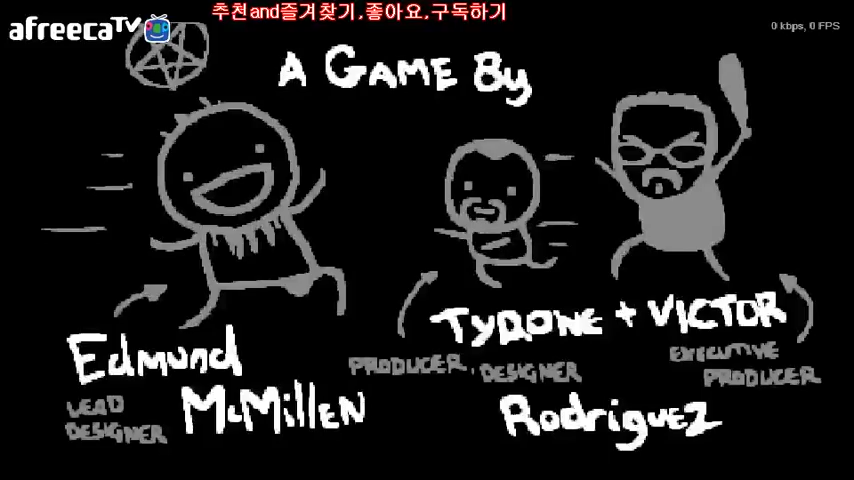 추천and즐겨찾기,좋아요,구독하기
afreecaTV
0 kbps, 0 FPS
A GAME By
TYRONE + VICTOR
Edmund
PRODUCER, DESIGNER
EXECUTIVE
PRODUCER
LEAD
DESIGNER
McMillEN
RodrigueZ